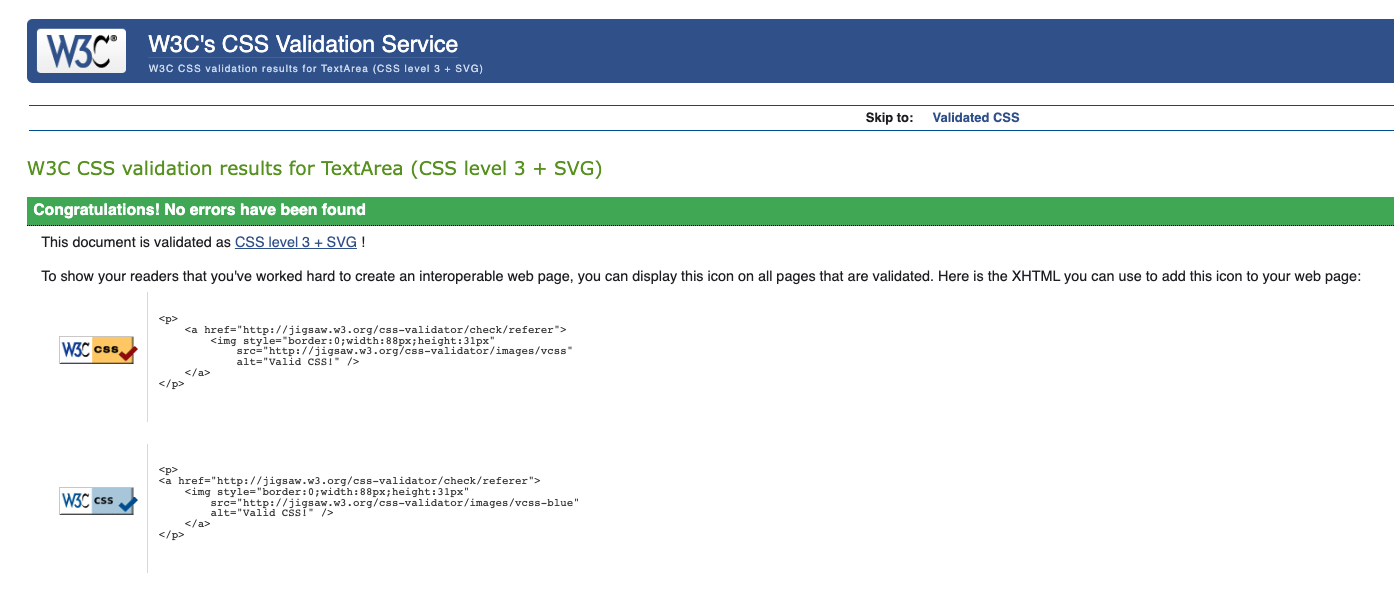 W3C®
W3C's CSS Validation Service
W3C CSS validation results for TextArea (CSS level 3 + SVG)
Skip to: Validated CSS
W3C CSS validation results for TextArea (CSS level 3 + SVG)
Congratulations! No errors have been found
This document is validated as CSS level 3 + SVG !
To show your readers that you've worked hard to create an interoperable web page, you can display this icon on all pages that are validated. Here is the XHTML you can use to add this icon to your web page:
W3C css
<p>
<a href="http://jigsaw.w3.org/css-validator/check/referer">
<img style="border:0;width:88px;height:31px"
src="http://jigsaw.w3.org/css-validator/images/vcss"
alt="Valid CSS!" />
</a>
</p>
W3C css
<p>
<a href="http://jigsaw.w3.org/css-validator/check/referer">
<img style="border:0;width:88px;height:31px"
src="http://jigsaw.w3.org/css-validator/images/vcss-blue"
alt="Valid CSS!" />
</a>
</p>